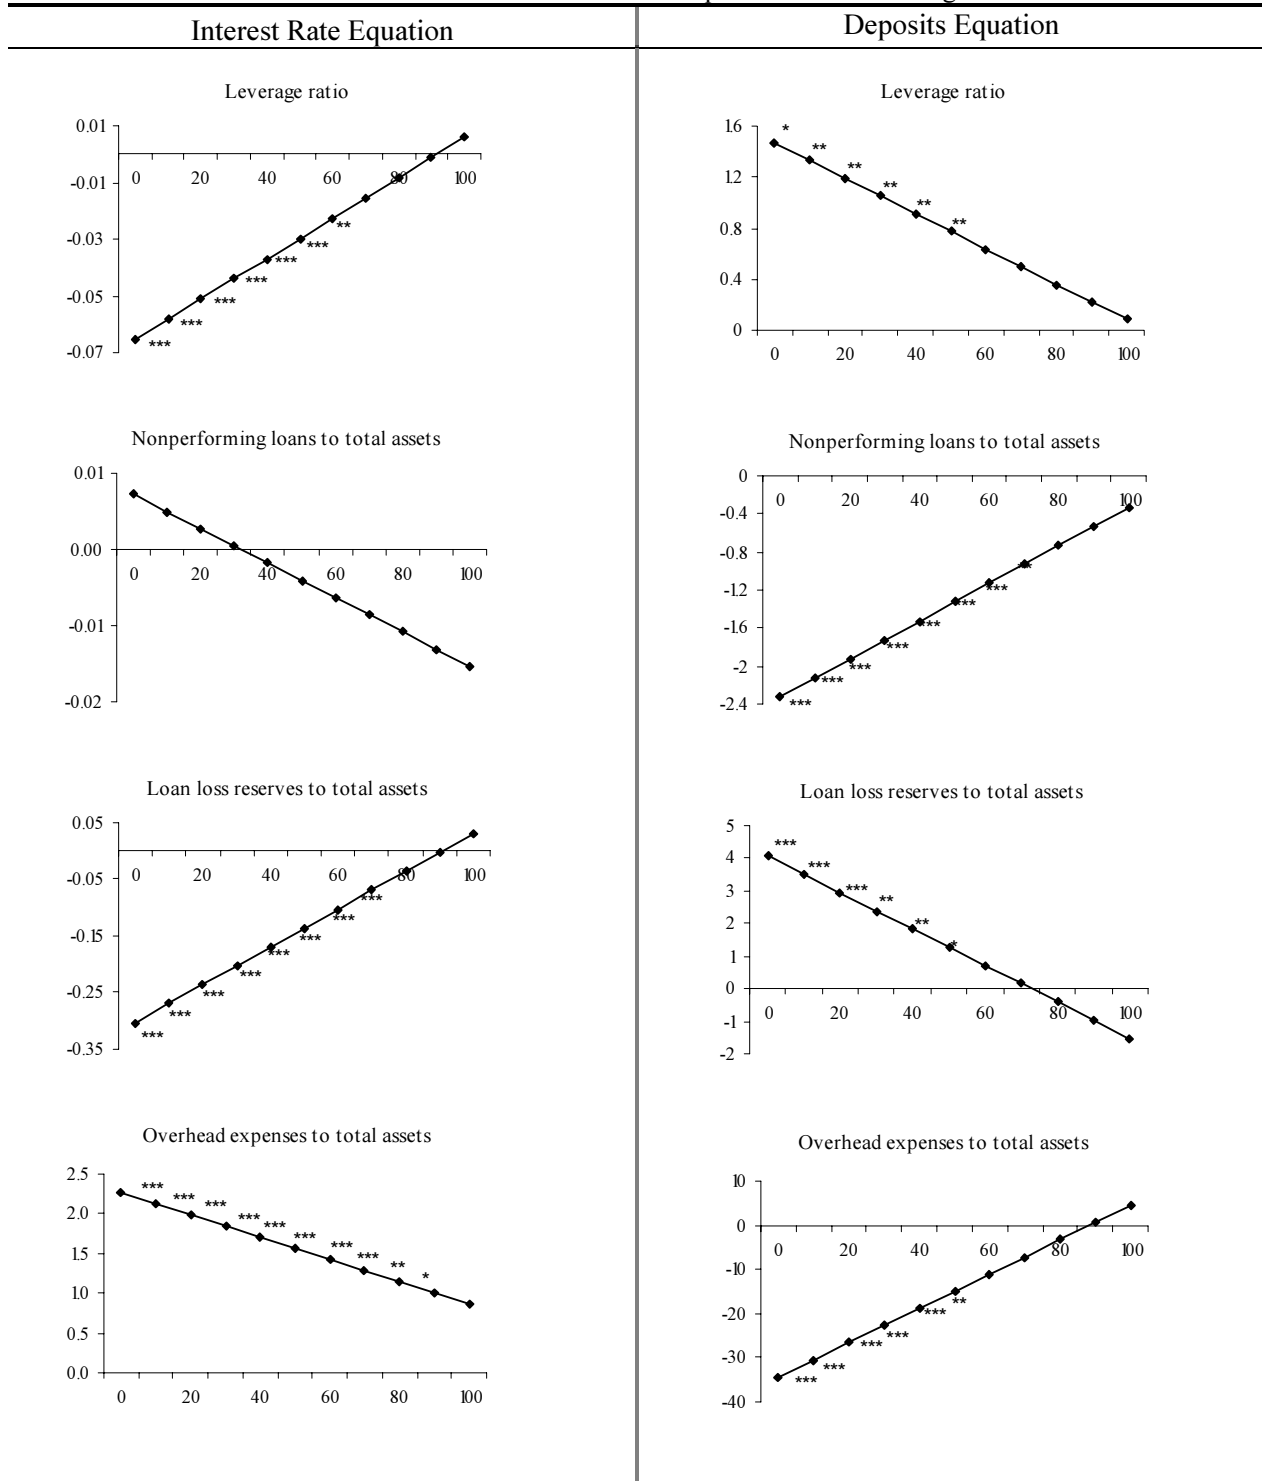 Interest Rate Equation
Deposits Equation
Leverage ratio
0.01
-0.01
-0.03
-0.05
-0.07
0 20 40 60 80 100
*** *** *** *** *** *** **
Leverage ratio
1.6
1.2
0.8
0.4
0
0 20 40 60 80 100
* ** ** ** ** **
Nonperforming loans to total assets
0.01
0.00
-0.01
-0.02
0 20 40 60 80 100
Nonperforming loans to total assets
0
-0.4
-0.8
-1.2
-1.6
-2
-2.4
0 20 40 60 80 100
*** *** *** *** *** *** *** **
Loan loss reserves to total assets
0.05
-0.05
-0.15
-0.25
-0.35
0 20 40 60 80 100
*** *** *** *** *** *** *** ***
Loan loss reserves to total assets
5
4
3
2
1
0
-1
-2
0 20 40 60 80 100
*** *** *** ** ** *
Overhead expenses to total assets
2.5
2.0
1.5
1.0
0.5
0.0
0 20 40 60 80 100
*** *** *** *** *** *** *** *** ** *
Overhead expenses to total assets
10
0
-10
-20
-30
-40
0 20 40 60 80 100
*** *** *** *** *** **